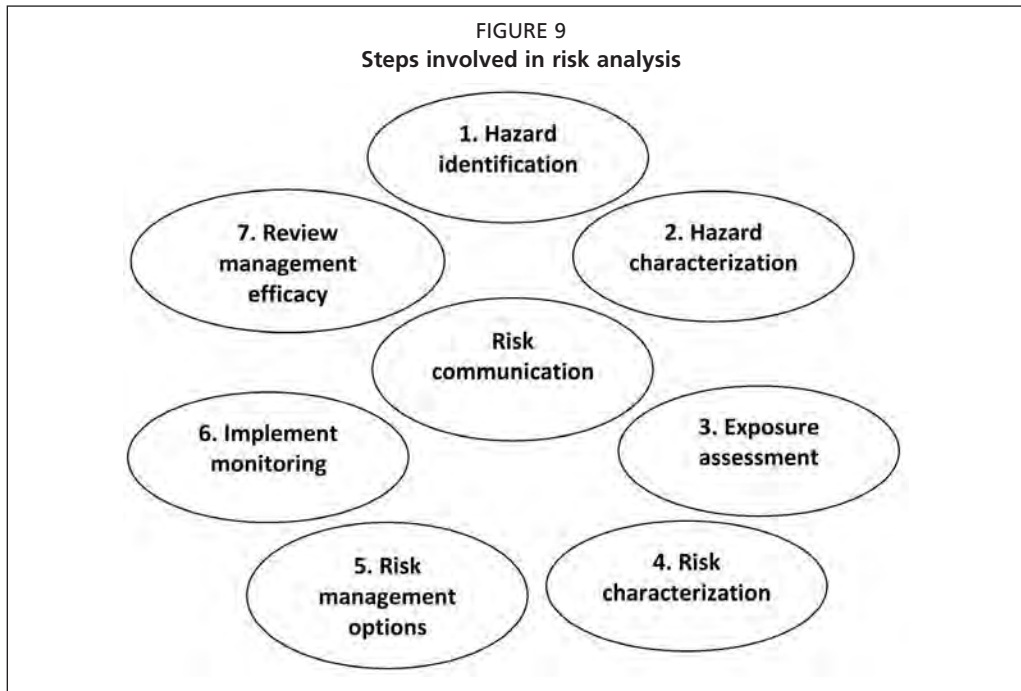 FIGURE 9
Steps involved in risk analysis
1. Hazard
identification
2. Hazard
characterization
3. Exposure
assessment
4. Risk
characterization
5. Risk
management
options
6. Implement
monitoring
7. Review
management
efficacy
Risk
communication